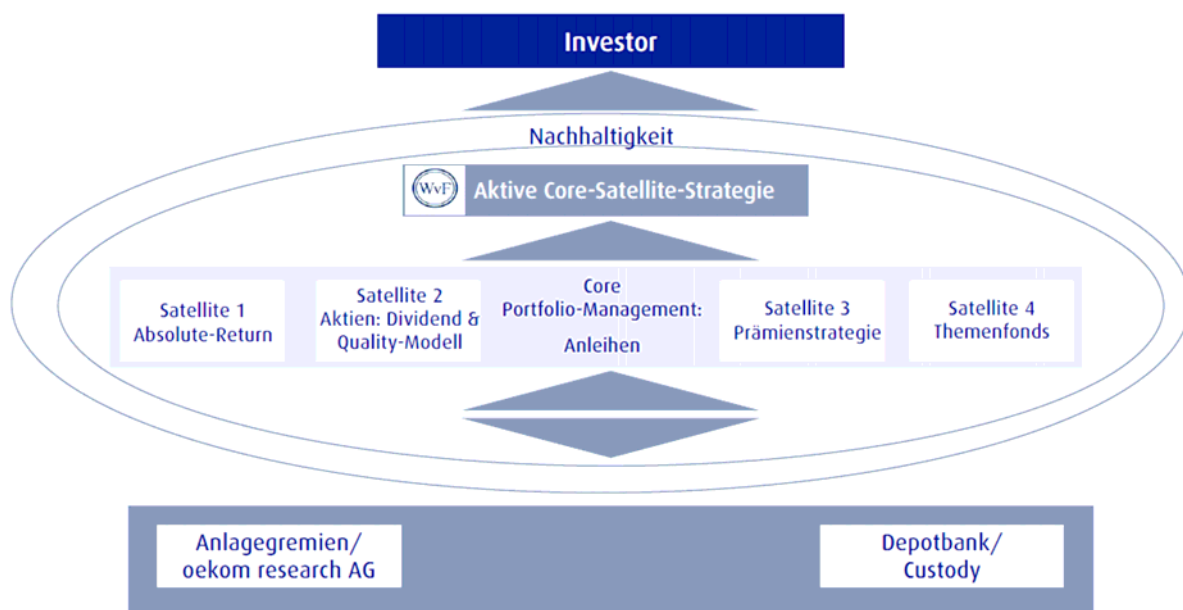 Investor
Nachhaltigkeit
WvF
Aktive Core-Satellite-Strategie
Satellite 1
Absolute-Return
Satellite 2
Aktien: Dividend &
Quality-Modell
Core
Portfolio-Management:
Anleihen
Satellite 3
Prämienstrategie
Satellite 4
Themenfonds
Anlagegremien/
oekom research AG
Depotbank/
Custody